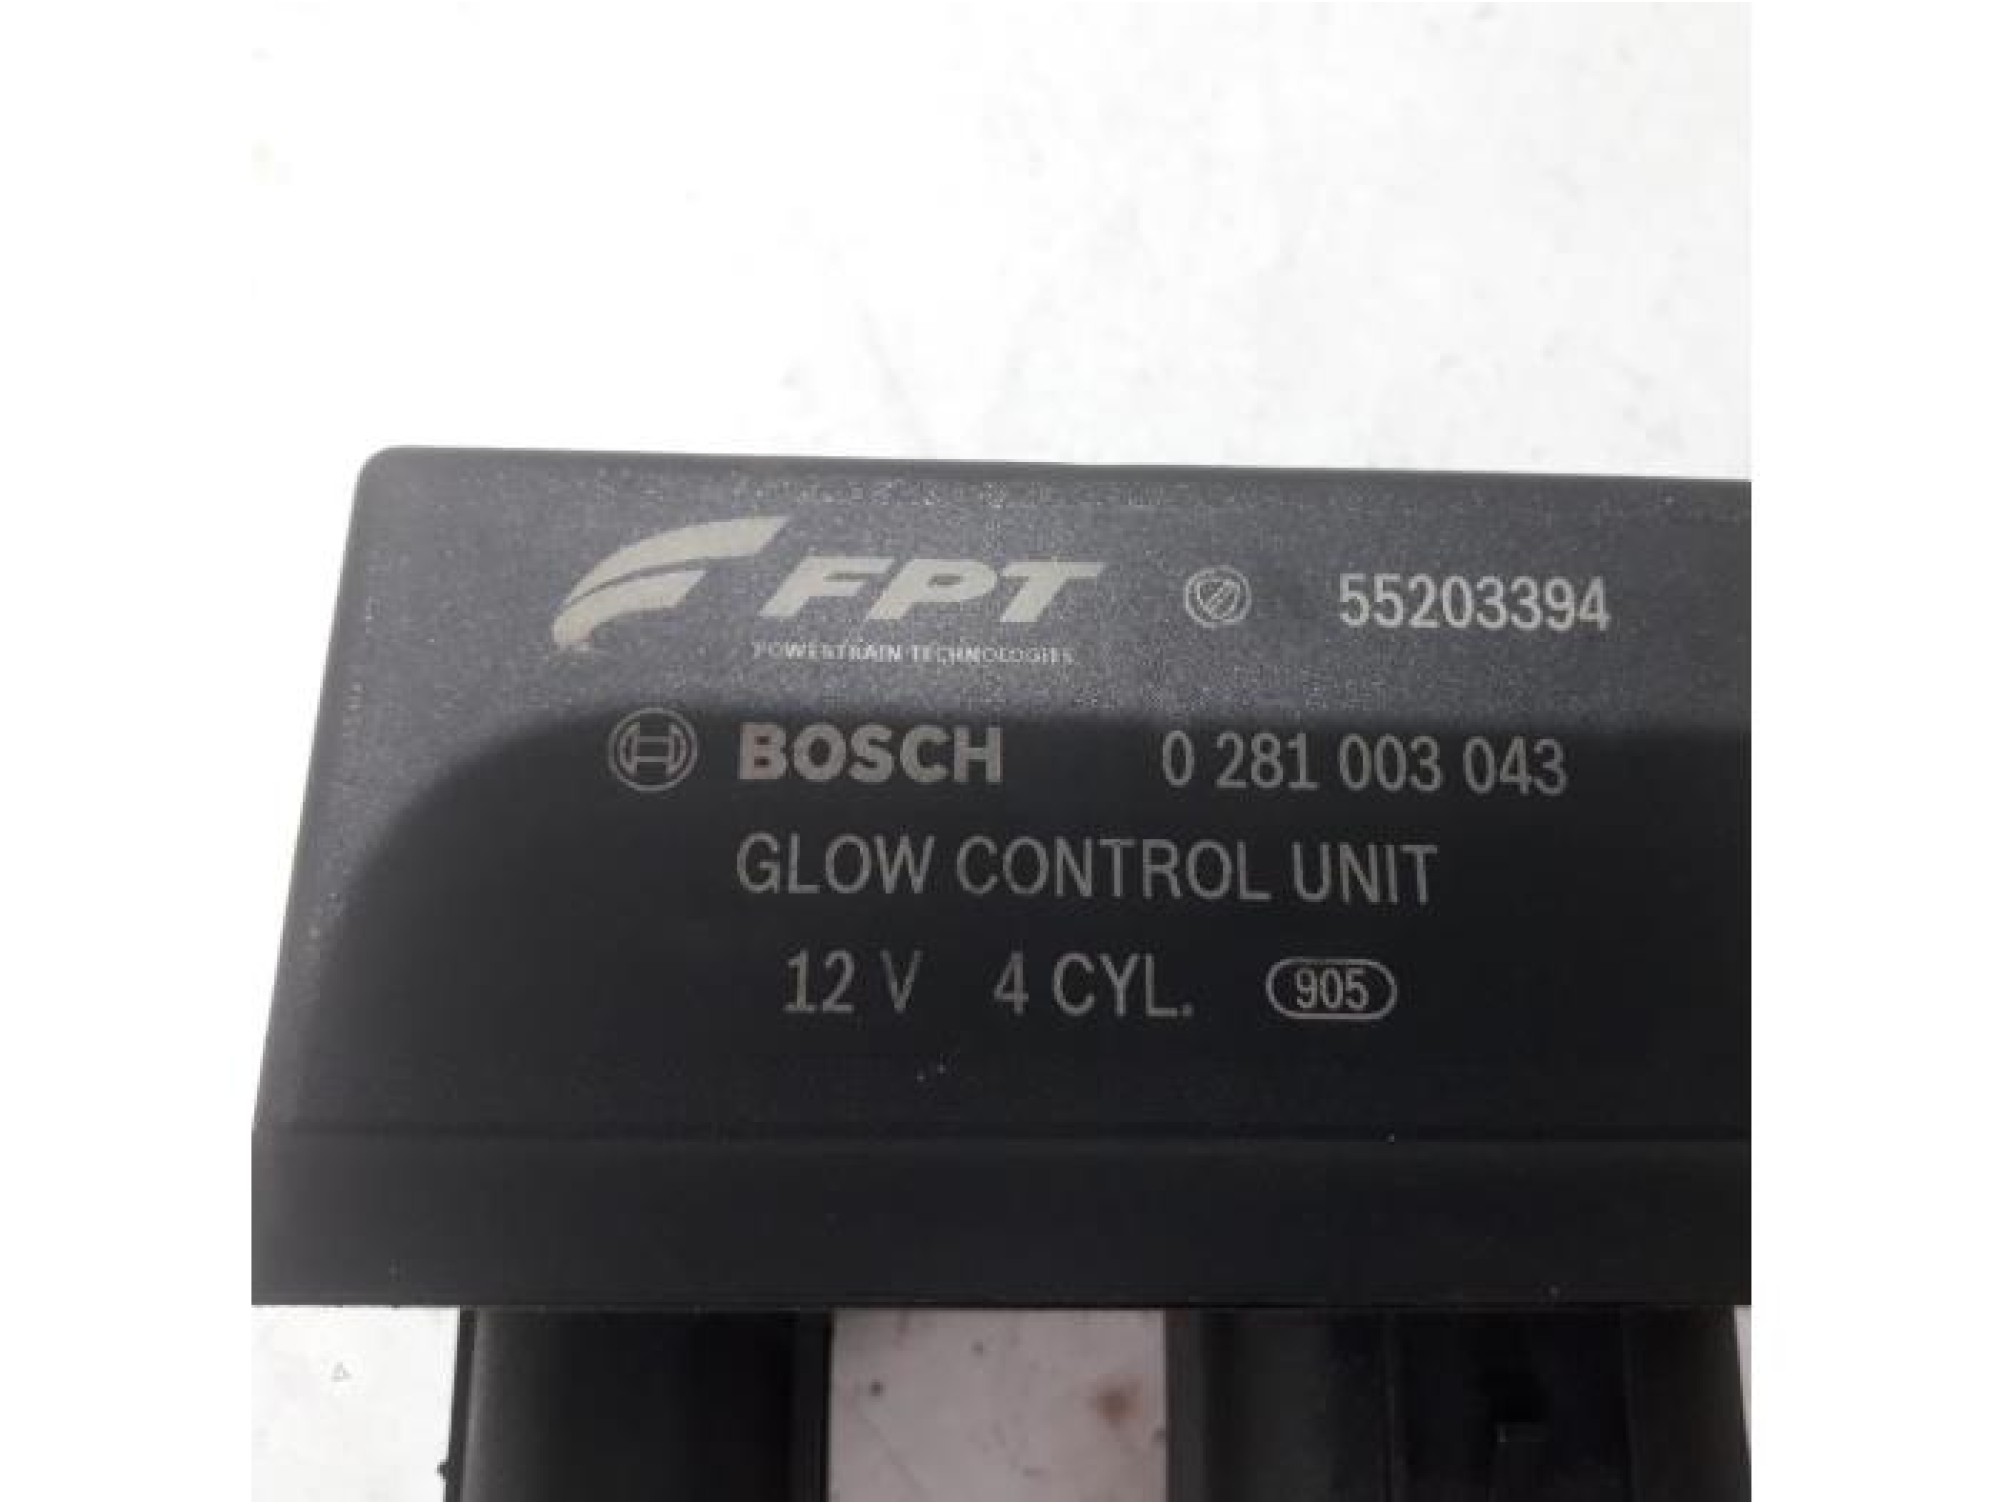 FPT 55203394
POWERTRAIN TECHNOLOGIES
BOSCH 0 281 003 043
GLOW CONTROL UNIT
12 V 4 CYL. 905